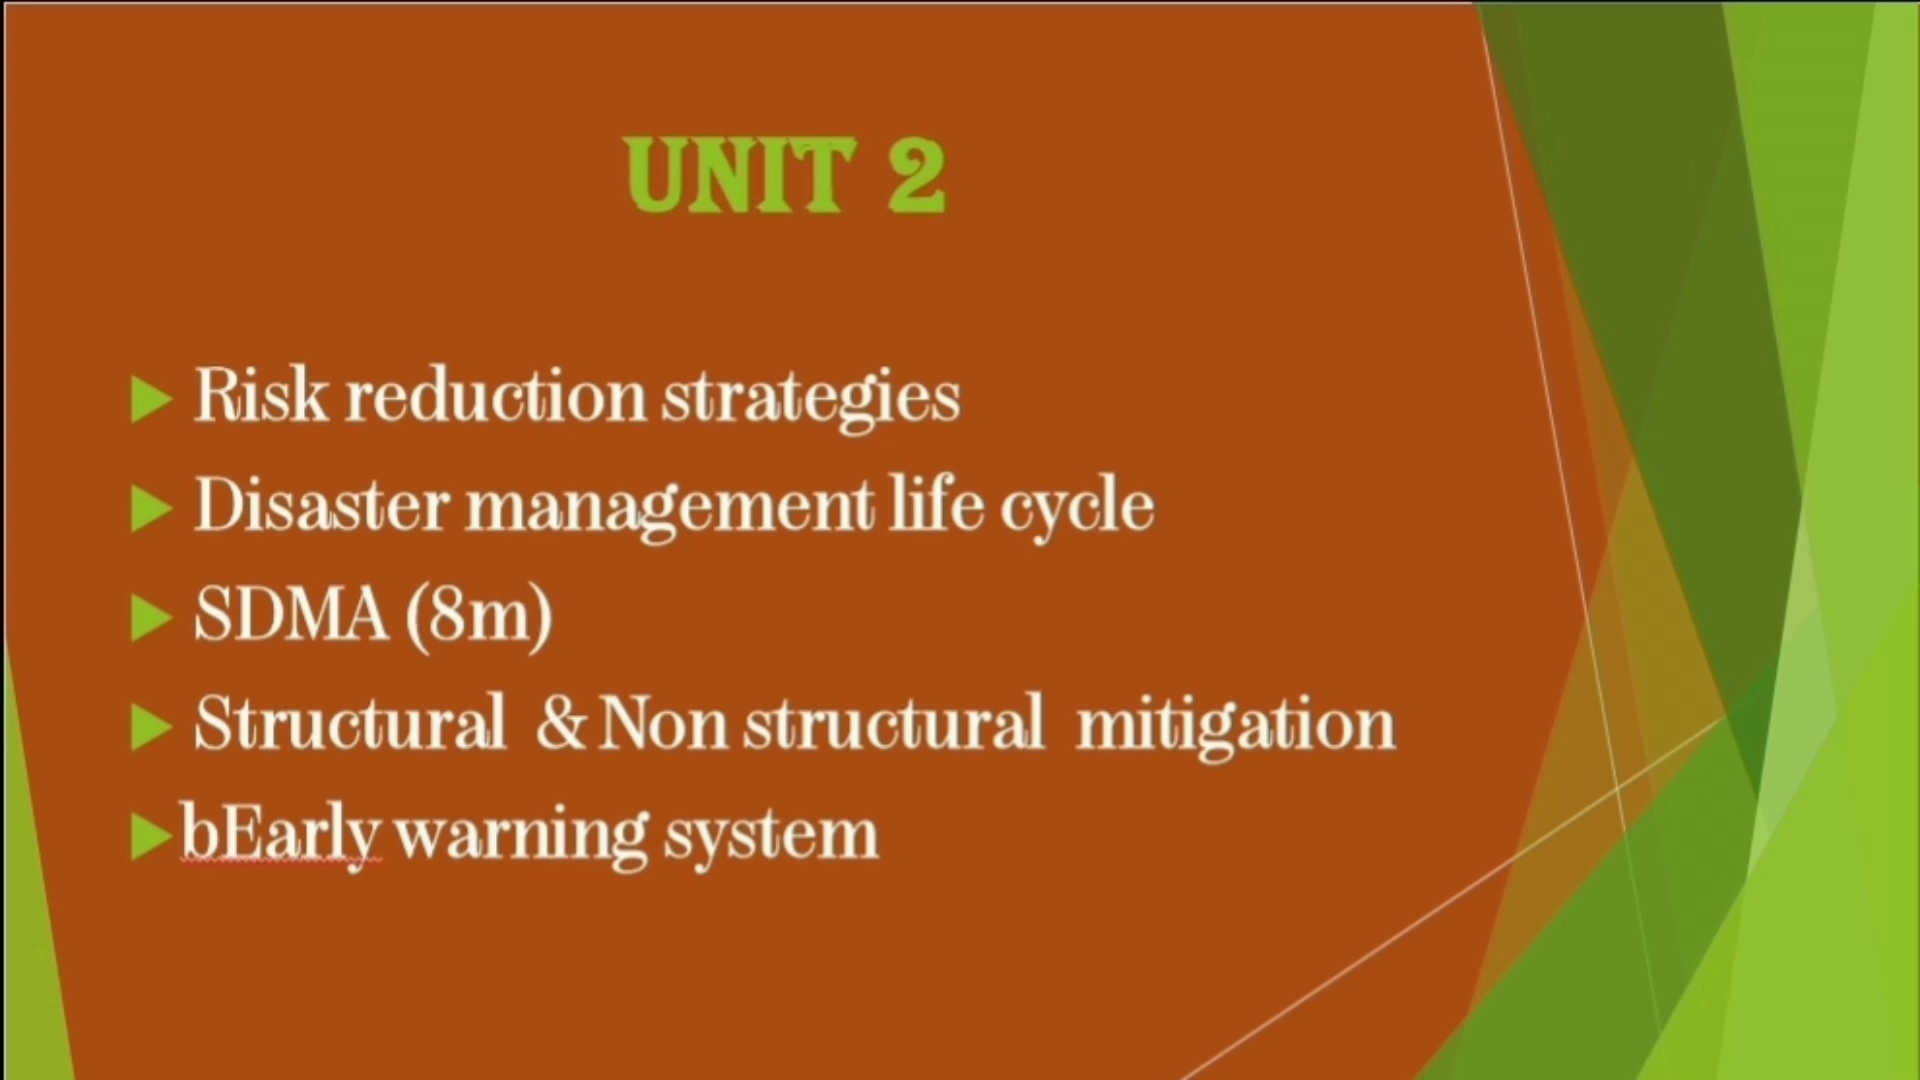 UNIT 2
Risk reduction strategies
Disaster management life cycle
SDMA (8m)
Structural & Non structural mitigation
bEarly warning system